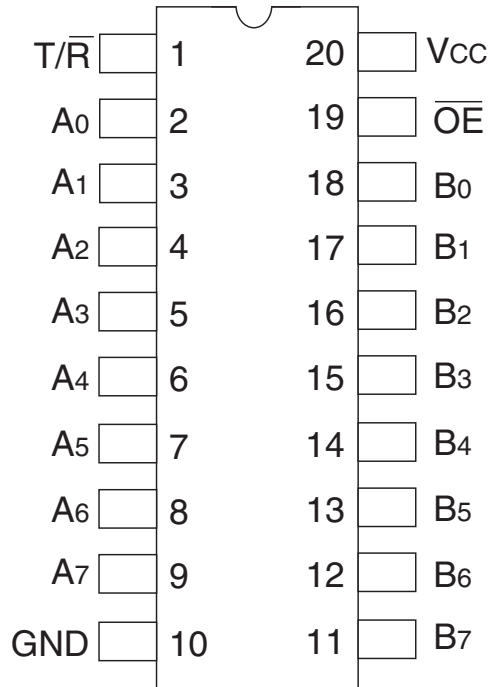 T/R̅ 1 20 VCC
A0 2 19 O̅E̅
A1 3 18 B0
A2 4 17 B1
A3 5 16 B2
A4 6 15 B3
A5 7 14 B4
A6 8 13 B5
A7 9 12 B6
GND 10 11 B7